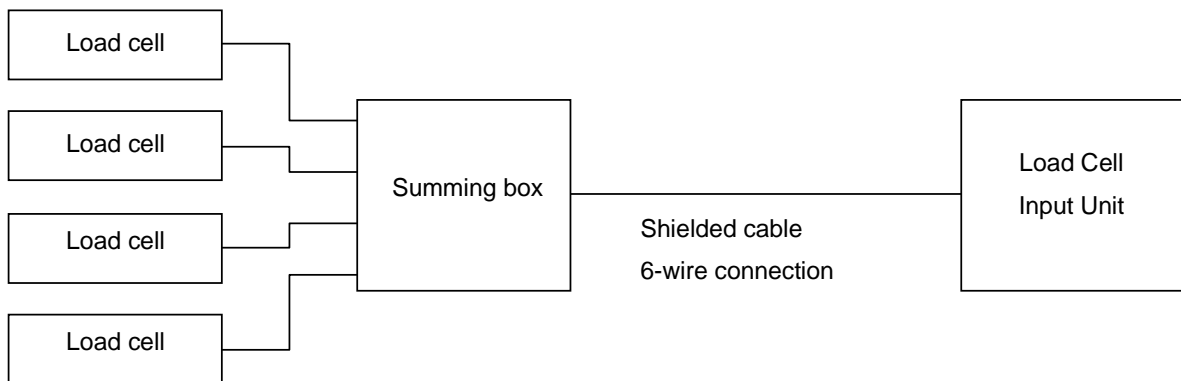 Load cell
Load cell
Load cell
Load cell
Summing box
Shielded cable
6-wire connection
Load Cell
Input Unit